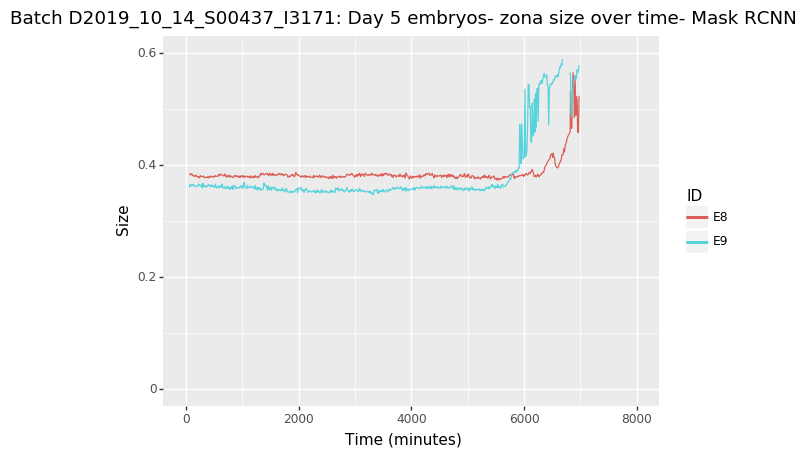 Batch D2019_10_14_S00437_I3171: Day 5 embryos- zona size over time- Mask RCNN
0.6
0.4
0.2
0
Size
0
2000
4000
6000
8000
Time (minutes)
ID
E8
E9